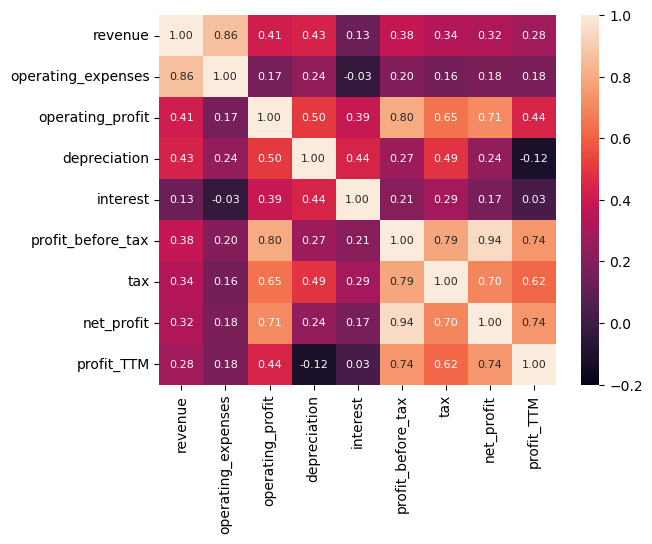 revenue 1.00 0.86 0.41 0.43 0.13 0.38 0.34 0.32 0.28
operating_expenses 0.86 1.00 0.17 0.24 -0.03 0.20 0.16 0.18 0.18
operating_profit 0.41 0.17 1.00 0.50 0.39 0.80 0.65 0.71 0.44
depreciation 0.43 0.24 0.50 1.00 0.44 0.27 0.49 0.24 -0.12
interest 0.13 -0.03 0.39 0.44 1.00 0.21 0.29 0.17 0.03
profit_before_tax 0.38 0.20 0.80 0.27 0.21 1.00 0.79 0.94 0.74
tax 0.34 0.16 0.65 0.49 0.29 0.79 1.00 0.70 0.62
net_profit 0.32 0.18 0.71 0.24 0.17 0.94 0.70 1.00 0.74
profit_TTM 0.28 0.18 0.44 -0.12 0.03 0.74 0.62 0.74 1.00
revenue
operating_expenses
operating_profit
depreciation
interest
profit_before_tax
tax
net_profit
profit_TTM
1.0
0.8
0.6
0.4
0.2
0.0
−0.2